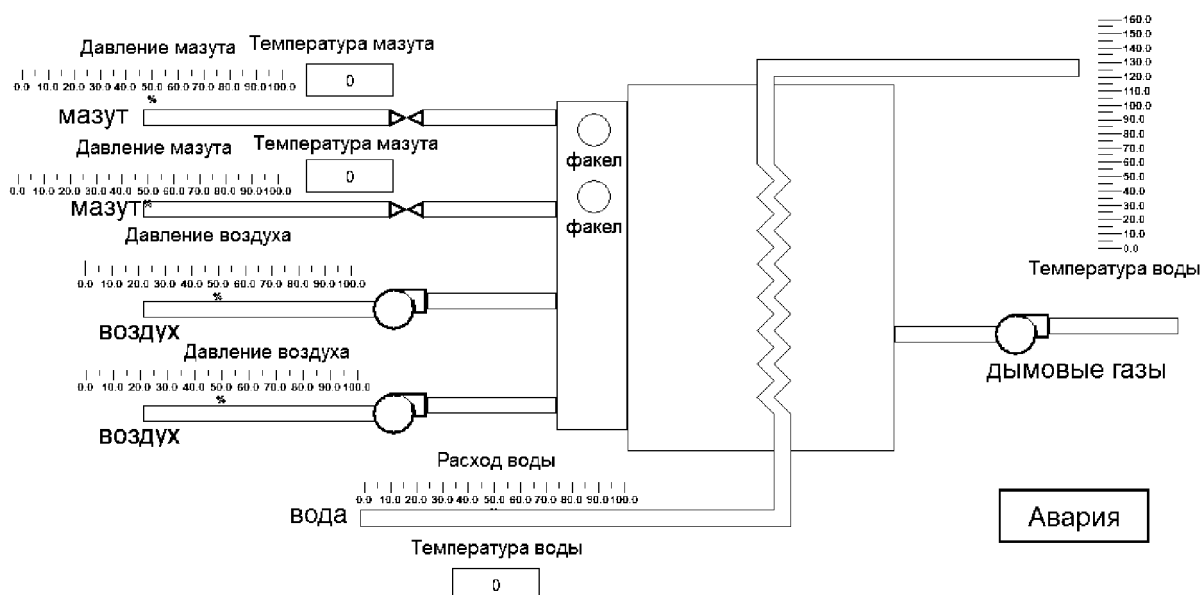 Давление мазута
Температура мазута
0.0 10.0 20.0 30.0 40.0 50.0 60.0 70.0 80.0 90.0 100.0
%
0
мазут
Давление мазута
Температура мазута
0.0 10.0 20.0 30.0 40.0 50.0 60.0 70.0 80.0 90.0 100.0
%
0
мазут
факел
факел
Давление воздуха
0.0 10.0 20.0 30.0 40.0 50.0 60.0 70.0 80.0 90.0 100.0
%
воздух
Давление воздуха
0.0 10.0 20.0 30.0 40.0 50.0 60.0 70.0 80.0 90.0 100.0
%
воздух
160.0
150.0
140.0
130.0
120.0
110.0
100.0
90.0
80.0
70.0
60.0
50.0
40.0
30.0
20.0
10.0
0.0
Температура воды
дымовые газы
Расход воды
0.0 10.0 20.0 30.0 40.0 50.0 60.0 70.0 80.0 90.0 100.0
вода
Температура воды
0
Авария